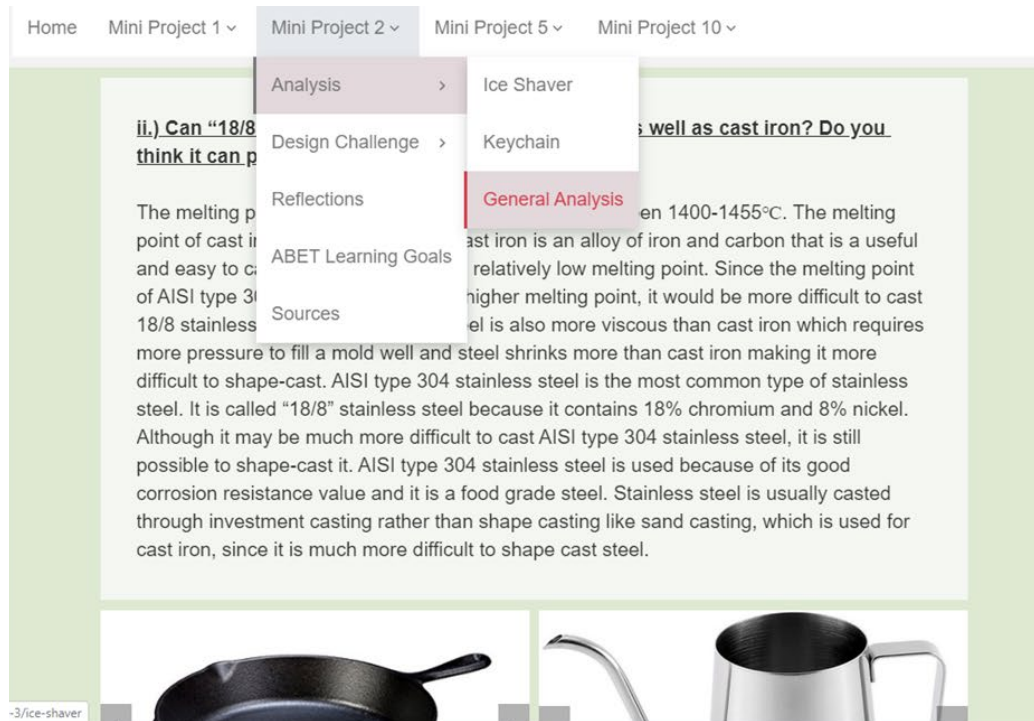 Home Mini Project 1 Mini Project 2 Mini Project 5 Mini Project 10
Analysis Ice Shaver
ii.) Can “18/8 s well as cast iron? Do you
Design Challenge Keychain
think it can p
Reflections General Analysis
The melting p en 1400-1455°C. The melting
point of cast ir ast iron is an alloy of iron and carbon that is a useful
ABET Learning Goals
and easy to ca relatively low melting point. Since the melting point
of AISI type 30 higher melting point, it would be more difficult to cast
Sources
18/8 stainless el is also more viscous than cast iron which requires
more pressure to fill a mold well and steel shrinks more than cast iron making it more
difficult to shape-cast. AISI type 304 stainless steel is the most common type of stainless
steel. It is called “18/8” stainless steel because it contains 18% chromium and 8% nickel.
Although it may be much more difficult to cast AISI type 304 stainless steel, it is still
possible to shape-cast it. AISI type 304 stainless steel is used because of its good
corrosion resistance value and it is a food grade steel. Stainless steel is usually casted
through investment casting rather than shape casting like sand casting, which is used for
cast iron, since it is much more difficult to shape cast steel.
-3/ice-shaver